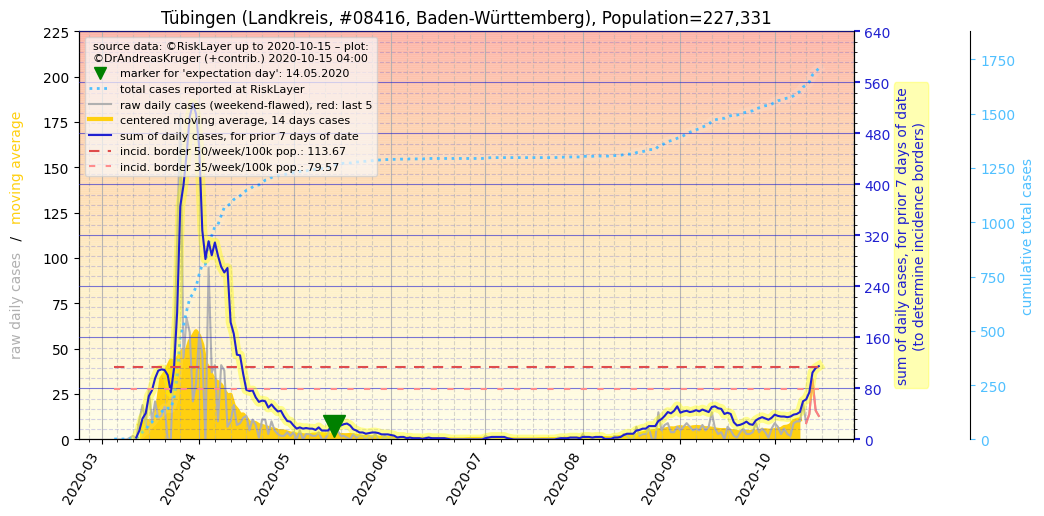 Tübingen (Landkreis, #08416, Baden-Württemberg), Population=227,331
source data: ©RiskLayer up to 2020-10-15 – plot:
©DrAndreasKruger (+contrib.) 2020-10-15 04:00
marker for 'expectation day': 14.05.2020
total cases reported at RiskLayer
raw daily cases (weekend-flawed), red: last 5
centered moving average, 14 days cases
sum of daily cases, for prior 7 days of date
incid. border 50/week/100k pop.: 113.67
incid. border 35/week/100k pop.: 79.57
raw daily cases / moving average
225
200
175
150
125
100
75
50
25
0
2020-03
2020-04
2020-05
2020-06
2020-07
2020-08
2020-09
2020-10
640
560
480
400
320
240
160
80
0
sum of daily cases, for prior 7 days of date
(to determine incidence borders)
1750
1500
1250
1000
750
500
250
0
cumulative total cases